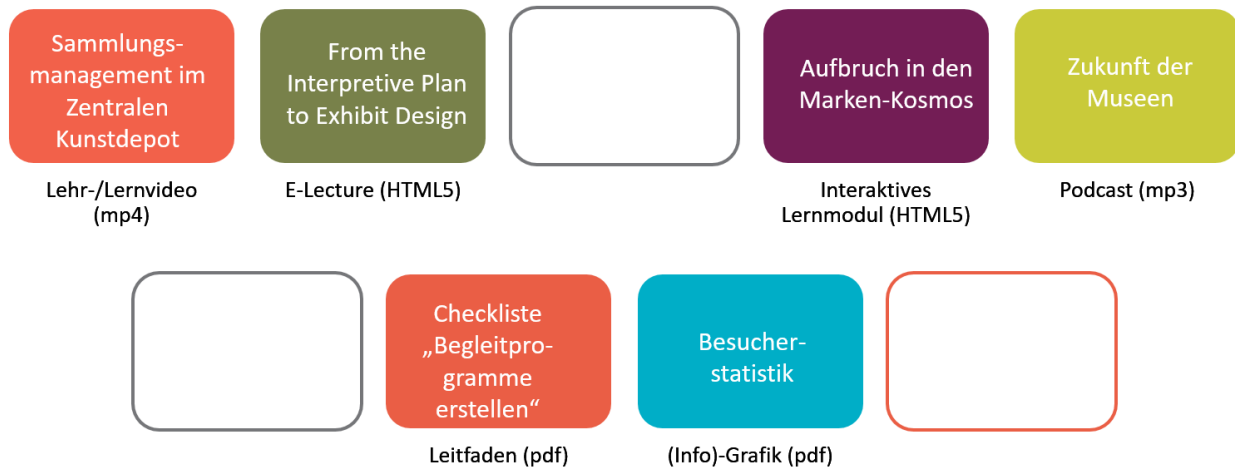 Sammlungs-
management im
Zentralen
Kunstdepot
From the
Interpretive Plan
to Exhibit Design
Aufbruch in den
Marken-Kosmos
Zukunft der
Museen
Lehr-/Lernvideo
(mp4)
E-Lecture (HTML5)
Interaktives
Lernmodul (HTML5)
Podcast (mp3)
Checkliste
„Begleitpro-
gramme
erstellen“
Besucher-
statistik
Leitfaden (pdf)
(Info)-Grafik (pdf)